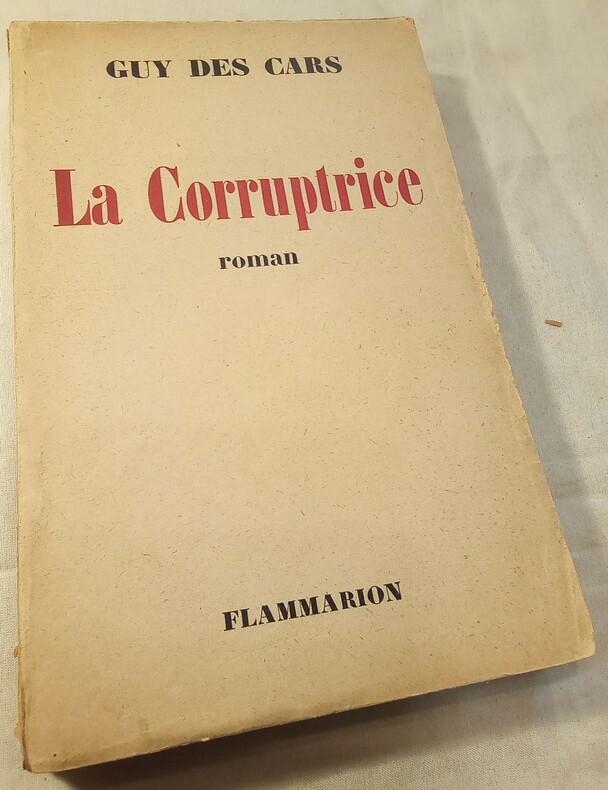 GUY DES CARS
La Corruptrice
roman
FLAMMARION